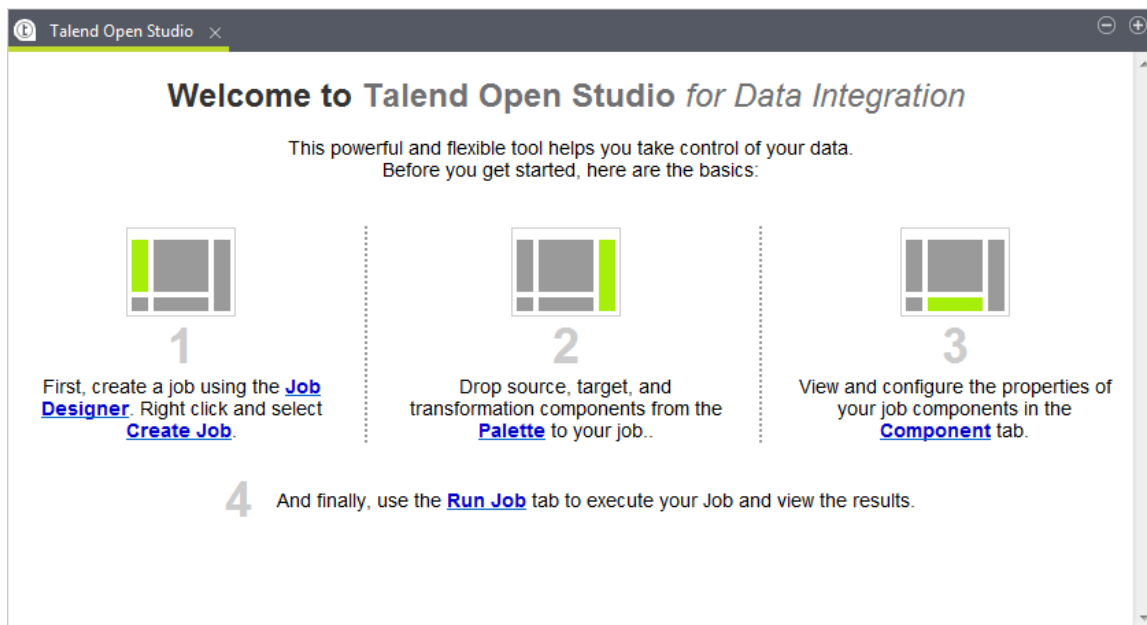 Talend Open Studio
Welcome to Talend Open Studio for Data Integration
This powerful and flexible tool helps you take control of your data.
Before you get started, here are the basics:
1
First, create a job using the Job
Designer. Right click and select
Create Job.
2
Drop source, target, and
transformation components from the
Palette to your job..
3
View and configure the properties of
your job components in the
Component tab.
4 And finally, use the Run Job tab to execute your Job and view the results.